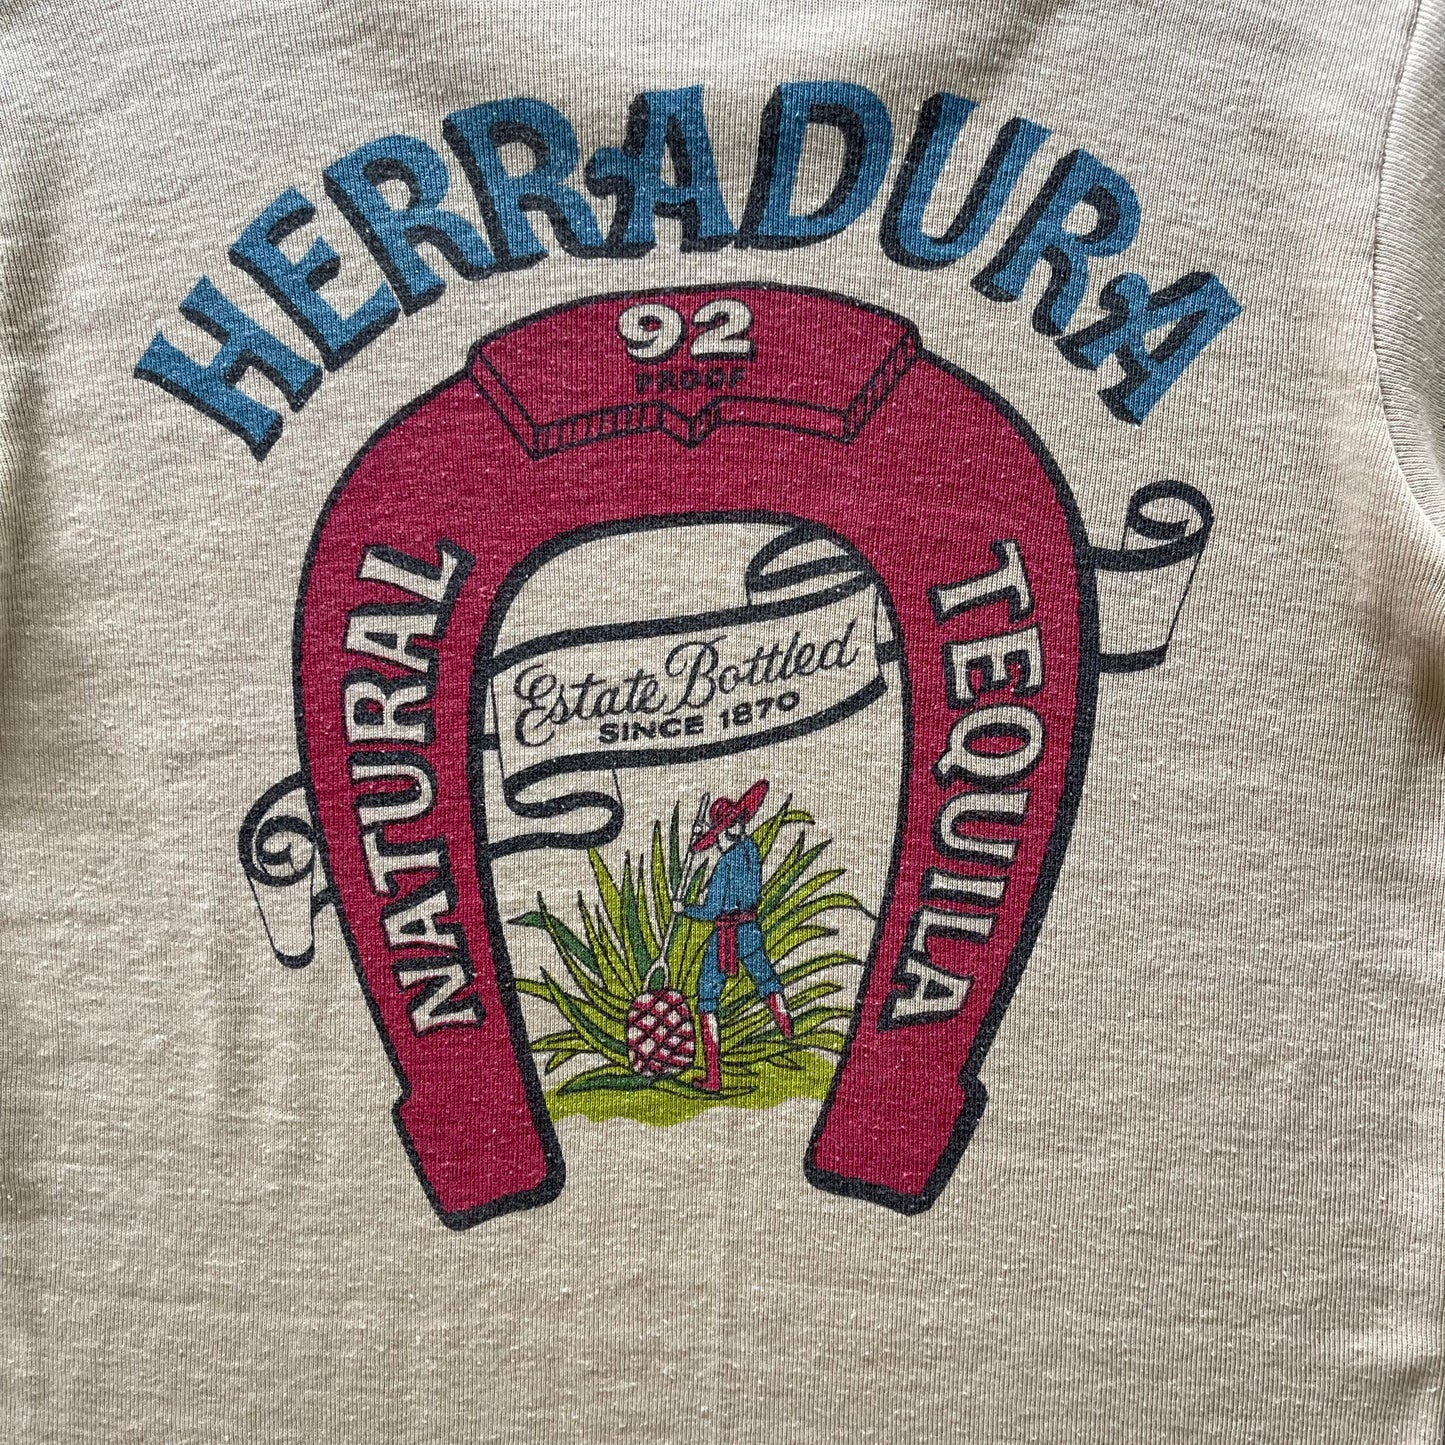 HERRADURA
92
PROOF
NATURAL
TEQUILA
Estate Bottled
SINCE 1870